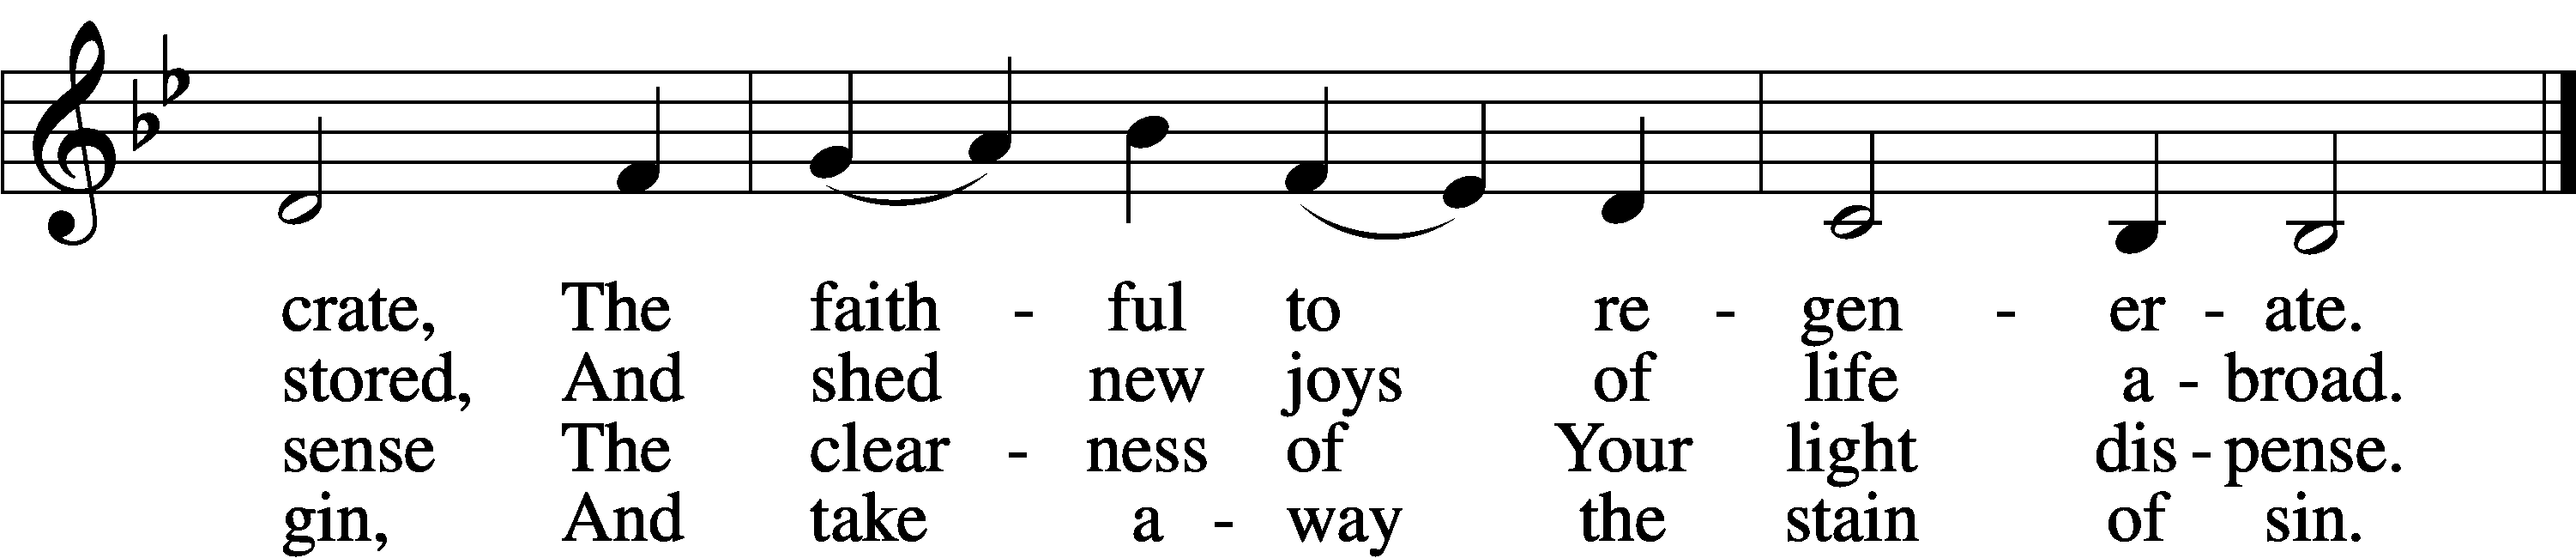 crate, The faith - ful to re - gen - er - ate.
stored, And shed new joys of life a - broad.
sense The clear - ness of Your light dis - pense.
gin, And take a - way the stain of sin.